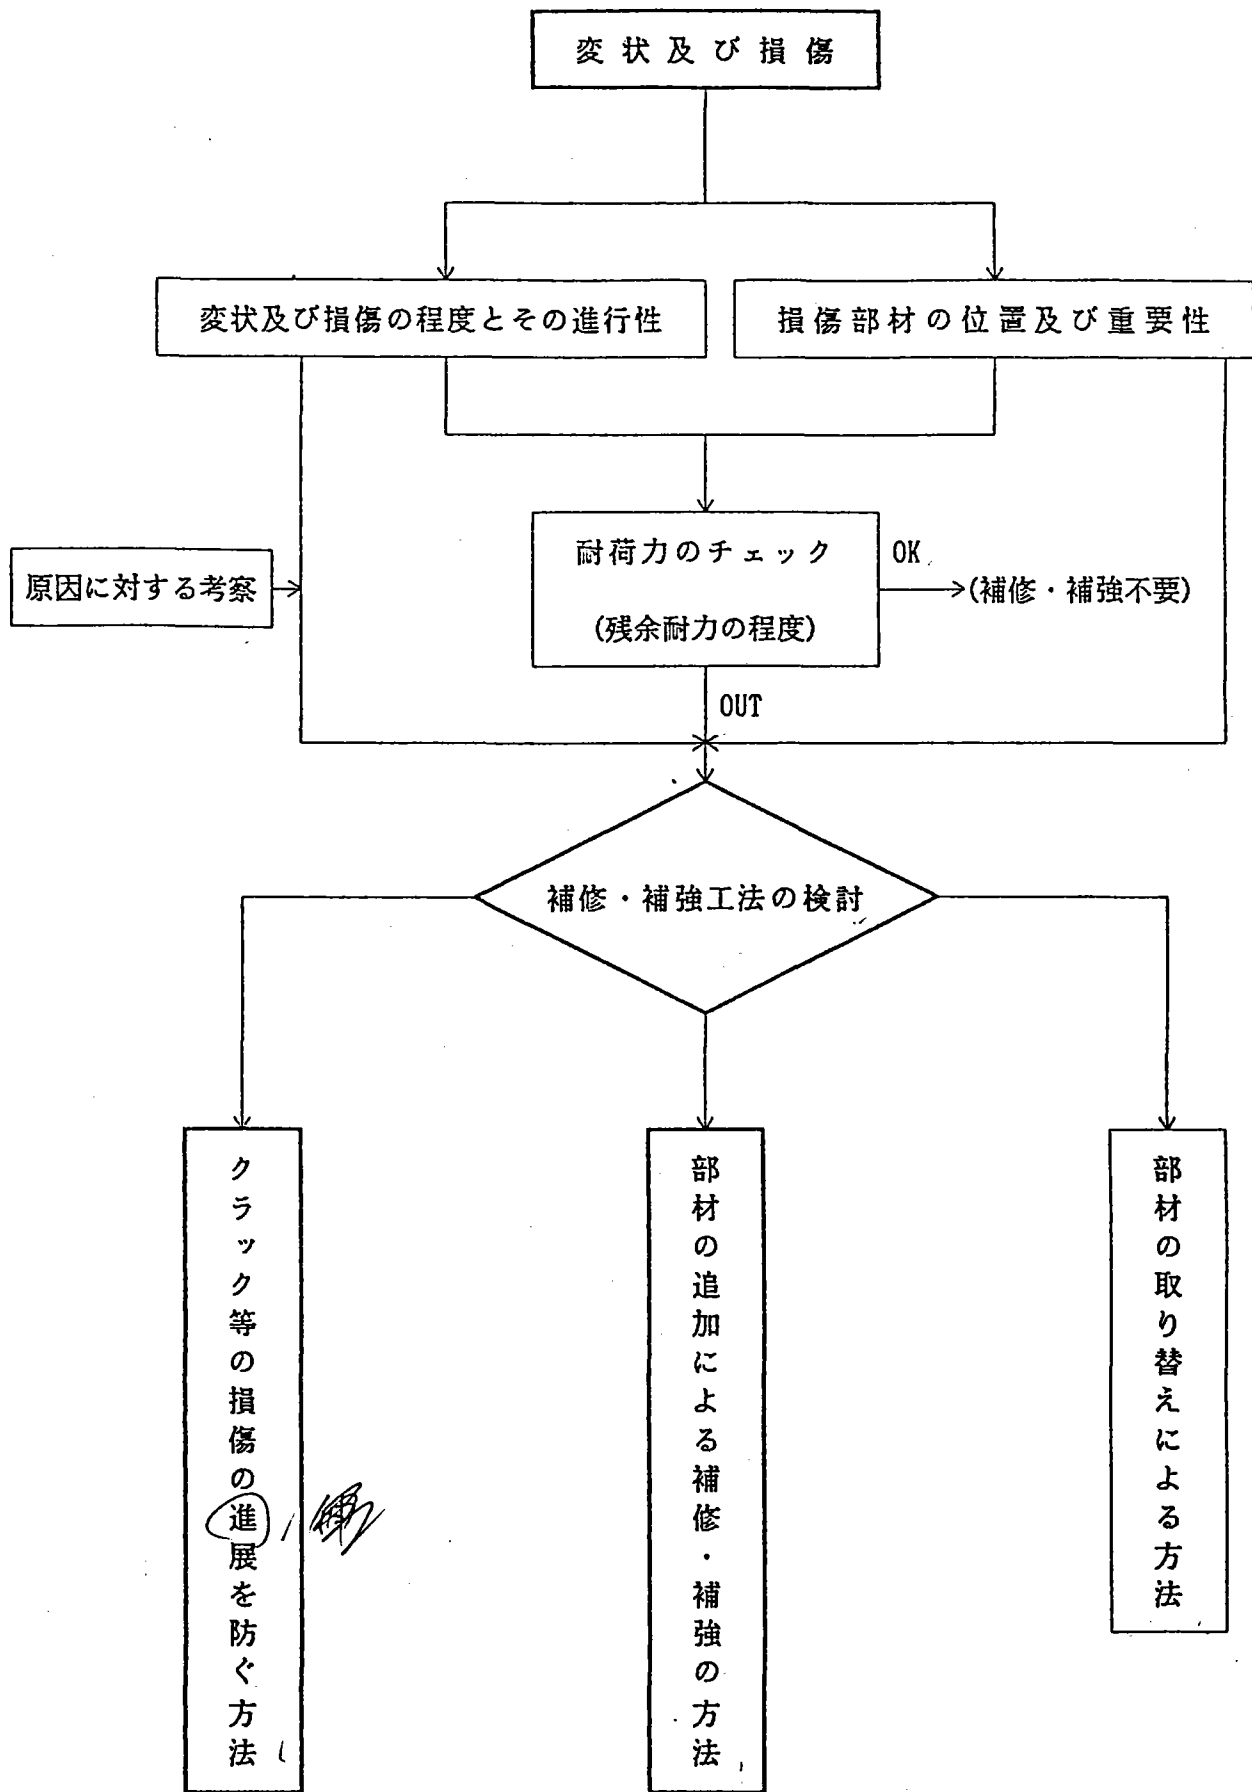 変状及び損傷
変状及び損傷の程度とその進行性
損傷部材の位置及び重要性
耐荷力のチェック
(残余耐力の程度)
OK
(補修・補強不要)
原因に対する考察
OUT
補修・補強工法の検討
クラック等の損傷の進展を防ぐ方法
部材の追加による補修・補強の方法
部材の取り替えによる方法